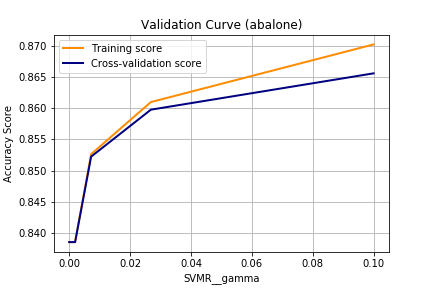 Validation Curve (abalone)
Training score
Cross-validation score
Accuracy Score
0.870
0.865
0.860
0.855
0.850
0.845
0.840
0.00 0.02 0.04 0.06 0.08 0.10
SVMR__gamma